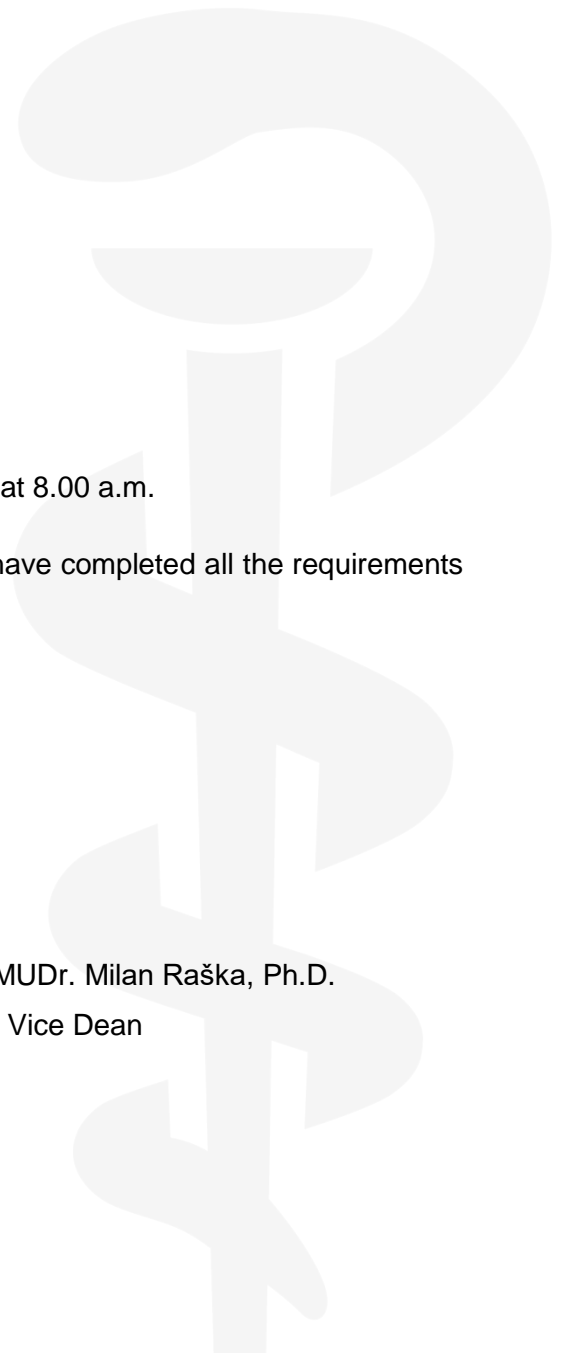 at 8.00 a.m.
have completed all the requirements
MUDr. Milan Raška, Ph.D.
Vice Dean